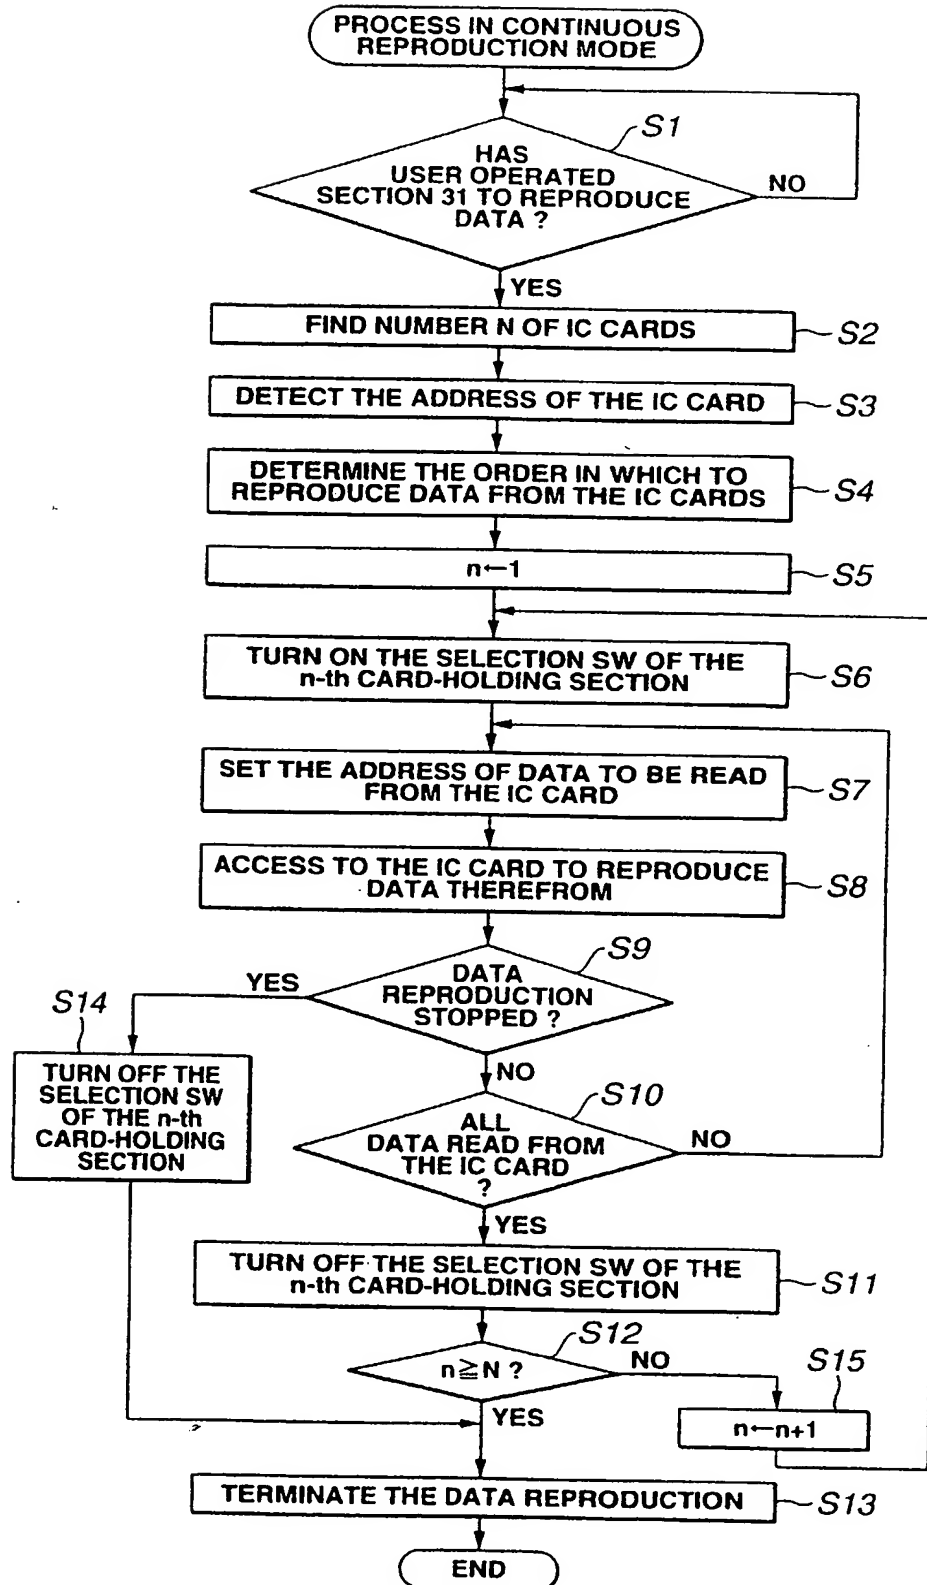 PROCESS IN CONTINUOUS
REPRODUCTION MODE
S1
HAS
USER OPERATED
SECTION 31 TO REPRODUCE
DATA ?
NO
YES
FIND NUMBER N OF IC CARDS
S2
DETECT THE ADDRESS OF THE IC CARD
S3
DETERMINE THE ORDER IN WHICH TO
REPRODUCE DATA FROM THE IC CARDS
S4
n←1
S5
TURN ON THE SELECTION SW OF THE
n-th CARD-HOLDING SECTION
S6
SET THE ADDRESS OF DATA TO BE READ
FROM THE IC CARD
S7
ACCESS TO THE IC CARD TO REPRODUCE
DATA THEREFROM
S8
S9
DATA
REPRODUCTION
STOPPED ?
YES
NO
S14
TURN OFF THE
SELECTION SW
OF THE n-th
CARD-HOLDING
SECTION
S10
ALL
DATA READ FROM
THE IC CARD
?
NO
YES
TURN OFF THE SELECTION SW OF THE
n-th CARD-HOLDING SECTION
S11
S12
n≧N ?
NO
YES
S15
n←n+1
TERMINATE THE DATA REPRODUCTION
S13
END